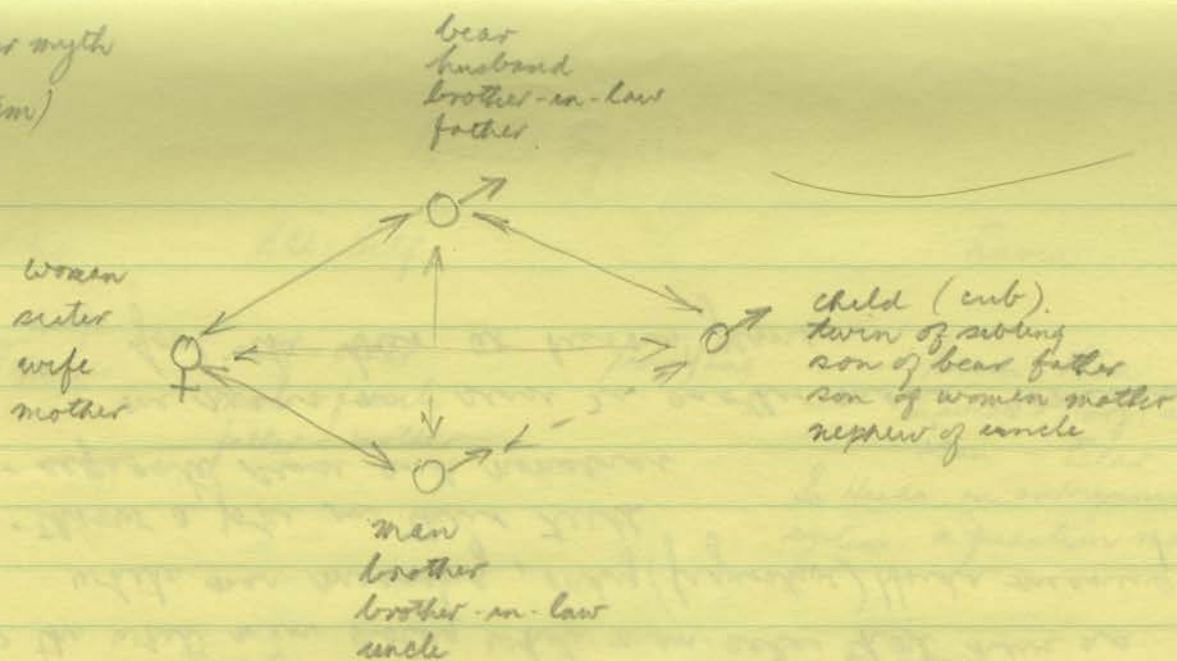 myth
bear
husband
brother-in-law
father
woman
sister
wife
mother
child (cub)
twin of sibling
son of bear father
son of women mother
nephew of uncle
man
brother
brother-in-law
uncle